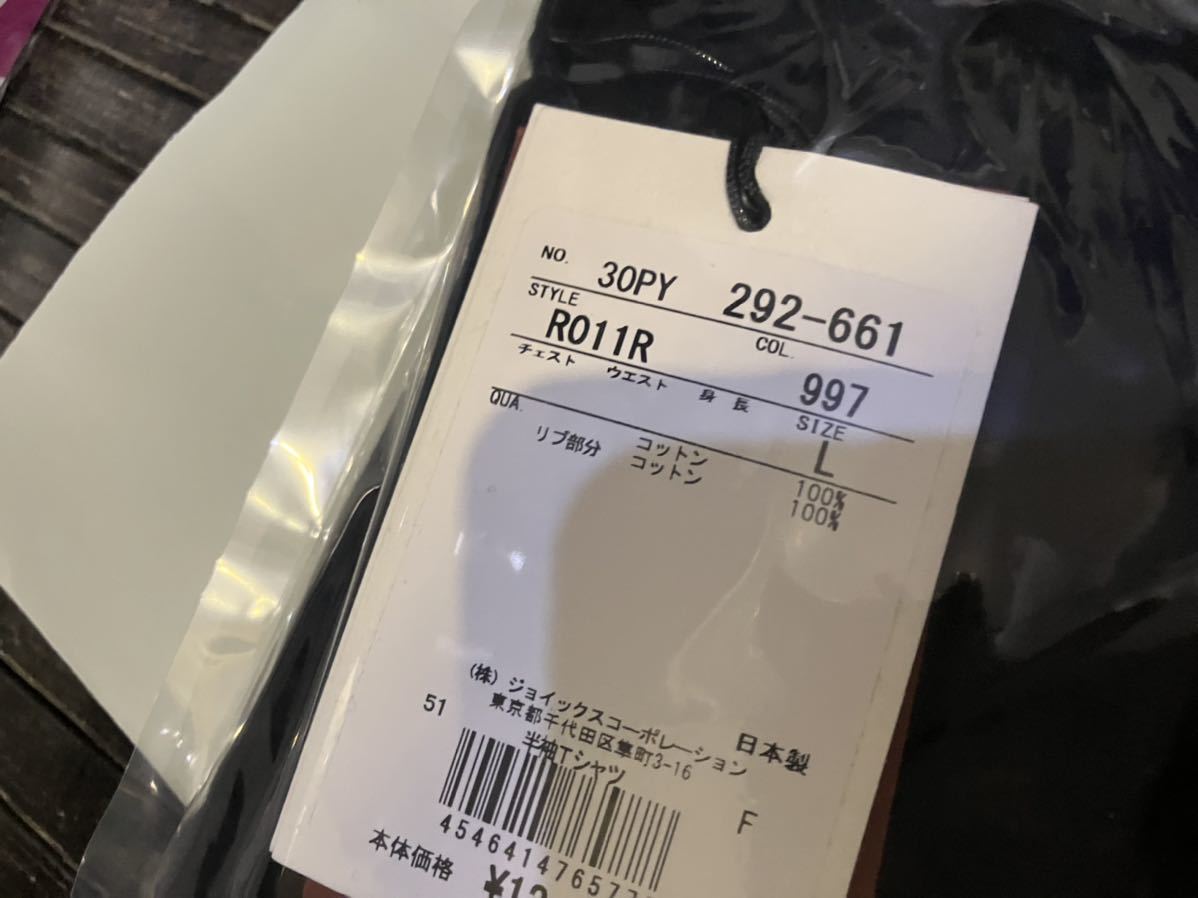 NO. 30PY 292-661
STYLE COL.
R011R 997
チェスト ウエスト 身長 SIZE
L
QUA.
コットン 100%
リブ部分 コットン 100%
(株)ジョイックスコーポレーション
51 東京都千代田区隼町3-16 日本製
半袖Tシャツ
F
本体価格